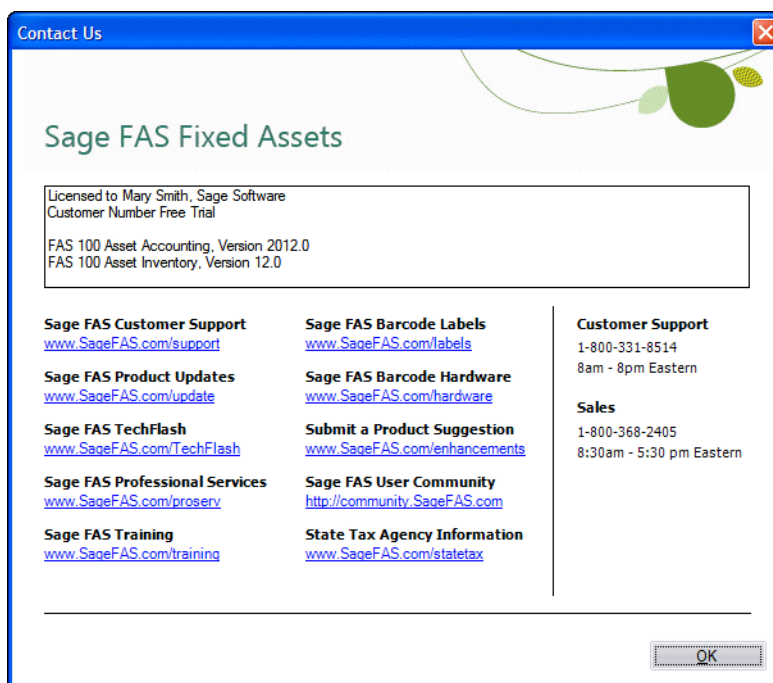 Contact Us
Sage FAS Fixed Assets
Licensed to Mary Smith, Sage Software
Customer Number Free Trial
FAS 100 Asset Accounting, Version 2012.0
FAS 100 Asset Inventory, Version 12.0
Sage FAS Customer Support
www.SageFAS.com/support
Sage FAS Product Updates
www.SageFAS.com/update
Sage FAS TechFlash
www.SageFAS.com/TechFlash
Sage FAS Professional Services
www.SageFAS.com/proserv
Sage FAS Training
www.SageFAS.com/training
Sage FAS Barcode Labels
www.SageFAS.com/labels
Sage FAS Barcode Hardware
www.SageFAS.com/hardware
Submit a Product Suggestion
www.SageFAS.com/enhancements
Sage FAS User Community
http://community.SageFAS.com
State Tax Agency Information
www.SageFAS.com/statetax
Customer Support
1-800-331-8514
8am - 8pm Eastern
Sales
1-800-368-2405
8:30am - 5:30 pm Eastern
OK